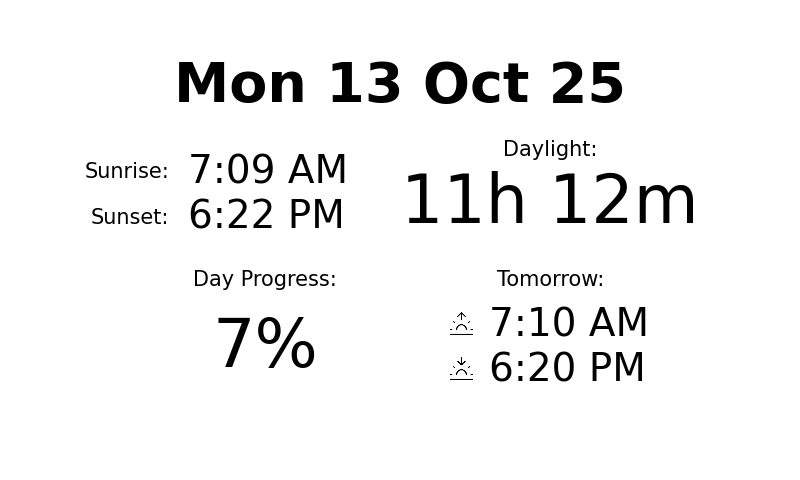 Mon 13 Oct 25
Sunrise: 7:09 AM
Sunset: 6:22 PM
Daylight:
11h 12m
Day Progress:
7%
Tomorrow:
7:10 AM
6:20 PM